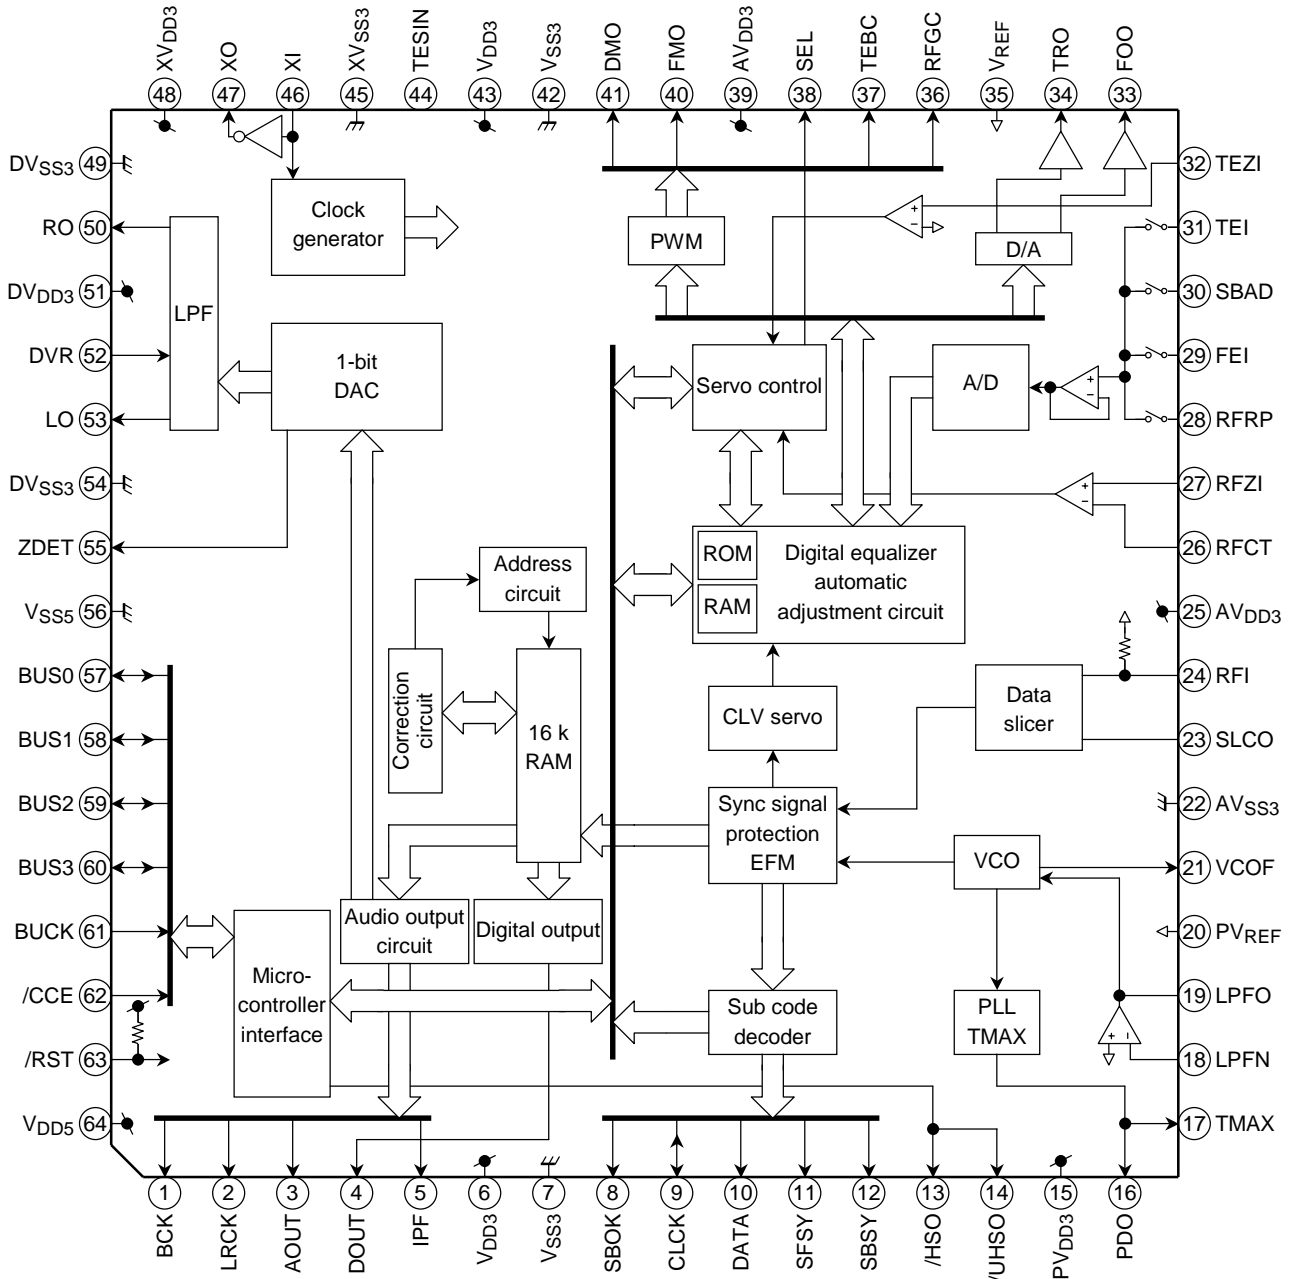 XVDD3 XO XI XVSS3 TESIN VDD3 VSS3 DMO FMO AVDD3 SEL TEBC RFGC VREF TRO FOO
48 47 46 45 44 43 42 41 40 39 38 37 36 35 34 33
DVSS3 49
RO 50
DVDD3 51
DVR 52
LO 53
DVSS3 54
ZDET 55
VSS5 56
BUS0 57
BUS1 58
BUS2 59
BUS3 60
BUCK 61
/CCE 62
/RST 63
VDD5 64
Clock
generator
LPF
1-bit
DAC
PWM
D/A
+
−
Servo control
A/D
+
−
+
−
ROM
RAM
Digital equalizer
automatic
adjustment circuit
Address
circuit
Correction
circuit
16 k
RAM
CLV servo
Data
slicer
Sync signal
protection
EFM
VCO
Audio output
circuit
Digital output
Micro-
controller
interface
Sub code
decoder
PLL
TMAX
+
−
32 TEZI
31 TEI
30 SBAD
29 FEI
28 RFRP
27 RFZI
26 RFCT
25 AVDD3
24 RFI
23 SLCO
22 AVSS3
21 VCOF
20 PVREF
19 LPFO
18 LPFN
17 TMAX
1 2 3 4 5 6 7 8 9 10 11 12 13 14 15 16
BCK LRCK AOUT DOUT IPF VDD3 VSS3 SBOK CLCK DATA SFSY SBSY /HSO /UHSO PVDD3 PDO